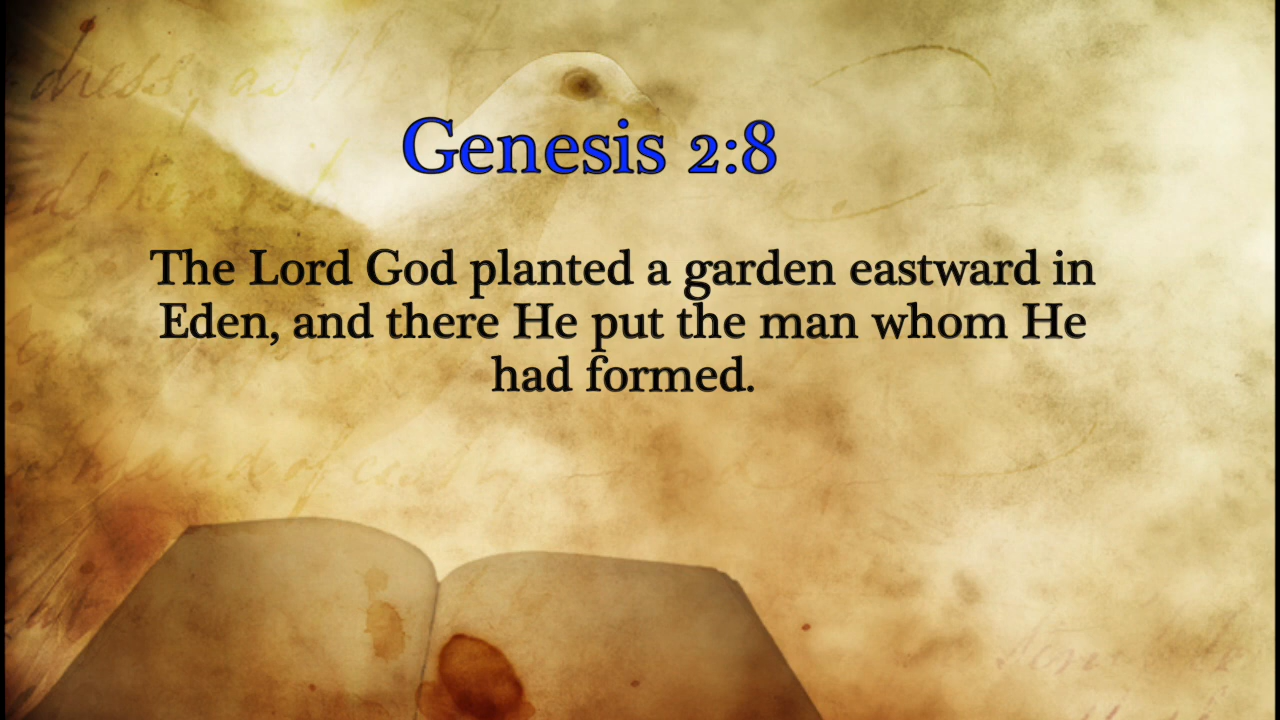 Genesis 2:8
The Lord God planted a garden eastward in
Eden, and there He put the man whom He
had formed.